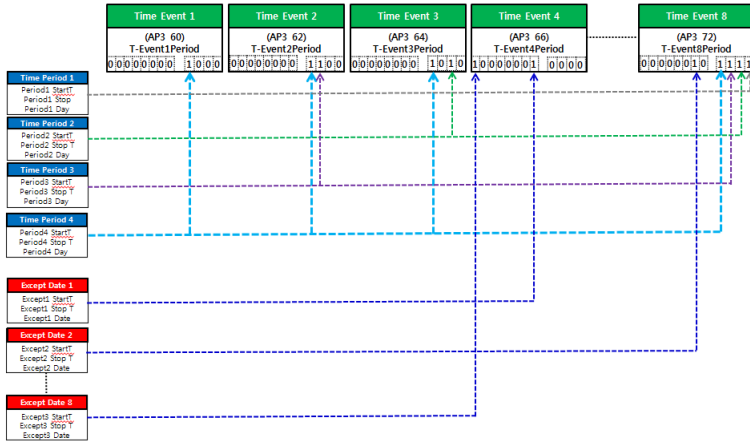 Time Event 1
(AP3 60)
T-Event1Period
00000000 1000
Time Event 2
(AP3 62)
T-Event2Period
00000000 1100
Time Event 3
(AP3 64)
T-Event3Period
00000000 1010
Time Event 4
(AP3 66)
T-Event4Period
10000001 0000
Time Event 8
(AP3 72)
T-Event8Period
00000010 1111
Time Period 1
Period1 StartT
Period1 Stop
Period1 Day
Time Period 2
Period2 StartT
Period2 Stop T
Period2 Day
Time Period 3
Period3 StartT
Period3 Stop T
Period3 Day
Time Period 4
Period4 StartT
Period4 Stop T
Period4 Day
Except Date 1
Except1 StartT
Except1 Stop T
Except1 Date
Except Date 2
Except2 StartT
Except2 Stop T
Except2 Date
Except Date 8
Except3 StartT
Except3 Stop T
Except3 Date